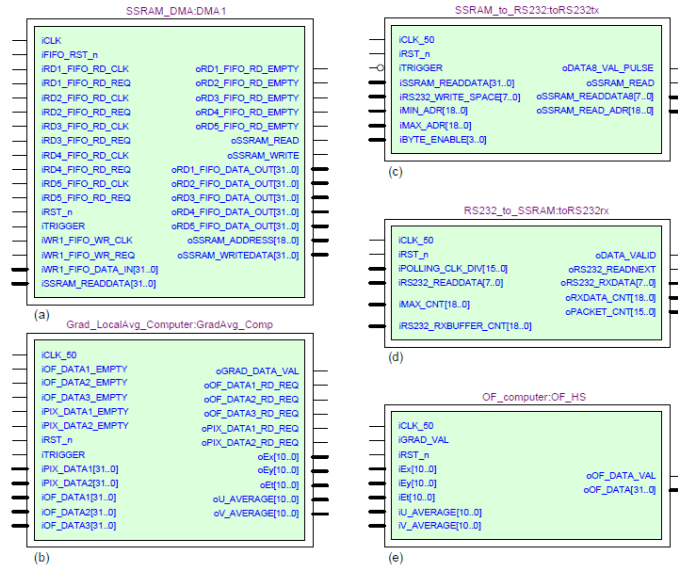 SSRAM_DMA:DMA1
iCLK
iFIFO_RST_n
iRD1_FIFO_RD_CLK
iRD1_FIFO_RD_REQ
iRD2_FIFO_RD_CLK
iRD2_FIFO_RD_REQ
iRD3_FIFO_RD_CLK
iRD3_FIFO_RD_REQ
iRD4_FIFO_RD_CLK
iRD4_FIFO_RD_REQ
iRD5_FIFO_RD_CLK
iRD5_FIFO_RD_REQ
iRST_n
iTRIGGER
iWR1_FIFO_WR_CLK
iWR1_FIFO_WR_REQ
iWR1_FIFO_DATA_IN[31..0]
iSSRAM_READDATA[31..0]
oRD1_FIFO_RD_EMPTY
oRD2_FIFO_RD_EMPTY
oRD3_FIFO_RD_EMPTY
oRD4_FIFO_RD_EMPTY
oRD5_FIFO_RD_EMPTY
oSSRAM_READ
oSSRAM_WRITE
oRD1_FIFO_DATA_OUT[31..0]
oRD2_FIFO_DATA_OUT[31..0]
oRD3_FIFO_DATA_OUT[31..0]
oRD4_FIFO_DATA_OUT[31..0]
oRD5_FIFO_DATA_OUT[31..0]
oSSRAM_ADDRESS[18..0]
oSSRAM_WRITEDATA[31..0]
(a)
Grad_LocalAvg_Computer:GradAvg_Comp
iCLK_50
iOF_DATA1_EMPTY
iOF_DATA2_EMPTY
iOF_DATA3_EMPTY
iPIX_DATA1_EMPTY
iPIX_DATA2_EMPTY
iRST_n
iTRIGGER
iPIX_DATA1[31..0]
iPIX_DATA2[31..0]
iOF_DATA1[31..0]
iOF_DATA2[31..0]
iOF_DATA3[31..0]
oGRAD_DATA_VAL
oOF_DATA1_RD_REQ
oOF_DATA2_RD_REQ
oOF_DATA3_RD_REQ
oPIX_DATA1_RD_REQ
oPIX_DATA2_RD_REQ
oEx[10..0]
oEy[10..0]
oEt[10..0]
oU_AVERAGE[10..0]
oV_AVERAGE[10..0]
(b)
SSRAM_to_RS232:toRS232tx
iCLK_50
iRST_n
iTRIGGER
iSSRAM_READDATA[31..0]
iRS232_WRITE_SPACE[7..0]
iMIN_ADR[18..0]
iMAX_ADR[18..0]
iBYTE_ENABLE[3..0]
oDATA8_VAL_PULSE
oSSRAM_READ
oSSRAM_READDATA8[7..0]
oSSRAM_READ_ADR[18..0]
(c)
RS232_to_SSRAM:toRS232rx
iCLK_50
iRST_n
iPOLLING_CLK_DIV[15..0]
iRS232_READDATA[7..0]
iMAX_CNT[18..0]
iRS232_RXBUFFER_CNT[18..0]
oDATA_VALID
oRS232_READNEXT
oRS232_RXDATA[7..0]
oRXDATA_CNT[18..0]
oPACKET_CNT[15..0]
(d)
OF_computer:OF_HS
iCLK_50
iGRAD_VAL
iRST_n
iEx[10..0]
iEy[10..0]
iEt[10..0]
iU_AVERAGE[10..0]
iV_AVERAGE[10..0]
oOF_DATA_VAL
oOF_DATA[31..0]
(e)